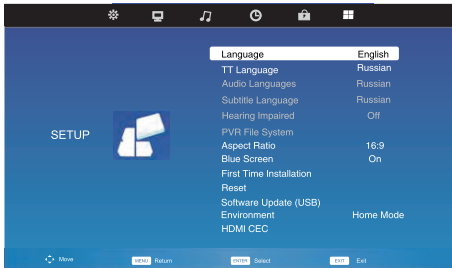 Language English
TT Language Russian
Audio Languages Russian
Subtitle Language Russian
Hearing Impaired Off
PVR File System
SETUP
Aspect Ratio 16:9
Blue Screen On
First Time Installation
Reset
Software Update (USB)
Environment Home Mode
HDMI CEC
Move MENU Return ENTER Select EXIT Exit